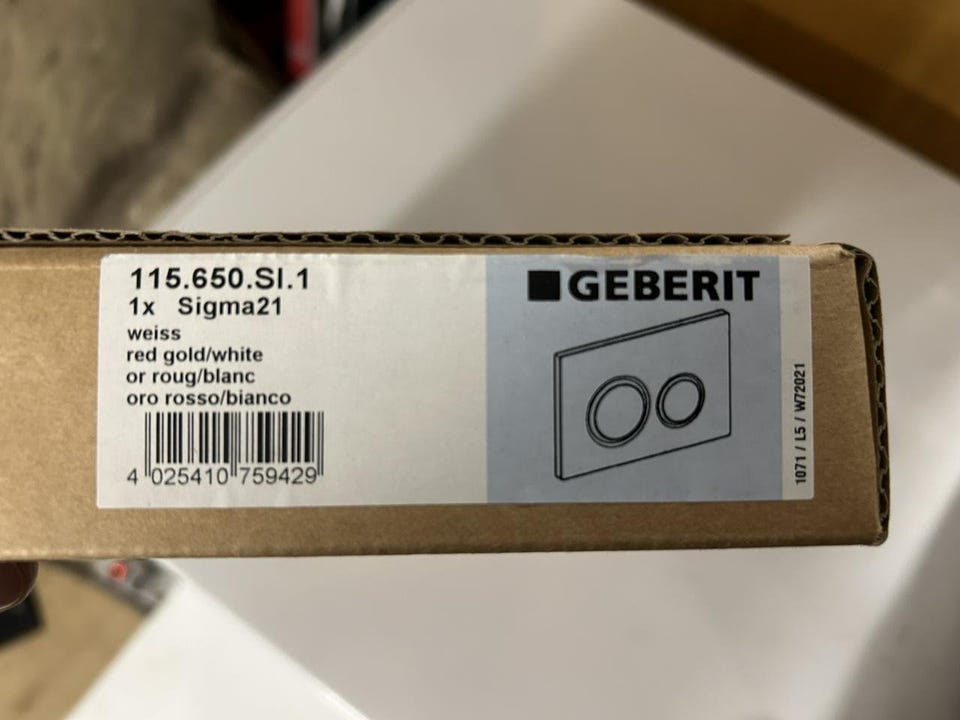 115.650.SI.1
1x Sigma21
weiss
red gold/white
or roug/blanc
oro rosso/bianco
4 025410 759429
GEBERIT
1071 / L5 / W72021